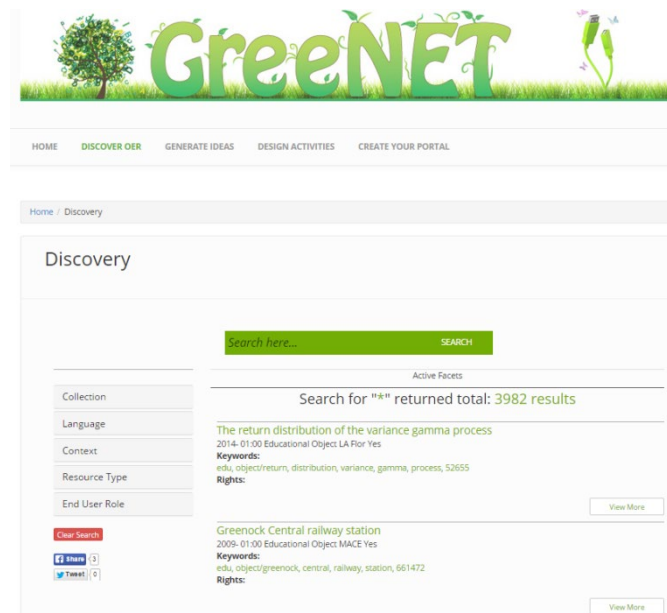 GreeNET
HOME DISCOVER OER GENERATE IDEAS DESIGN ACTIVITIES CREATE YOUR PORTAL
Home / Discovery
Discovery
Search here... SEARCH
Active Facets
Search for "*" returned total: 3982 results
Collection
Language
Context
Resource Type
End User Role
Clear Search
Share 3
Tweet 0
The return distribution of the variance gamma process
2014- 01:00 Educational Object LA Flor Yes
Keywords:
edu, object/return, distribution, variance, gamma, process, 52655
Rights:
View More
Greenock Central railway station
2009- 01:00 Educational Object MACE Yes
Keywords:
edu, object/greenock, central, railway, station, 661472
Rights:
View More